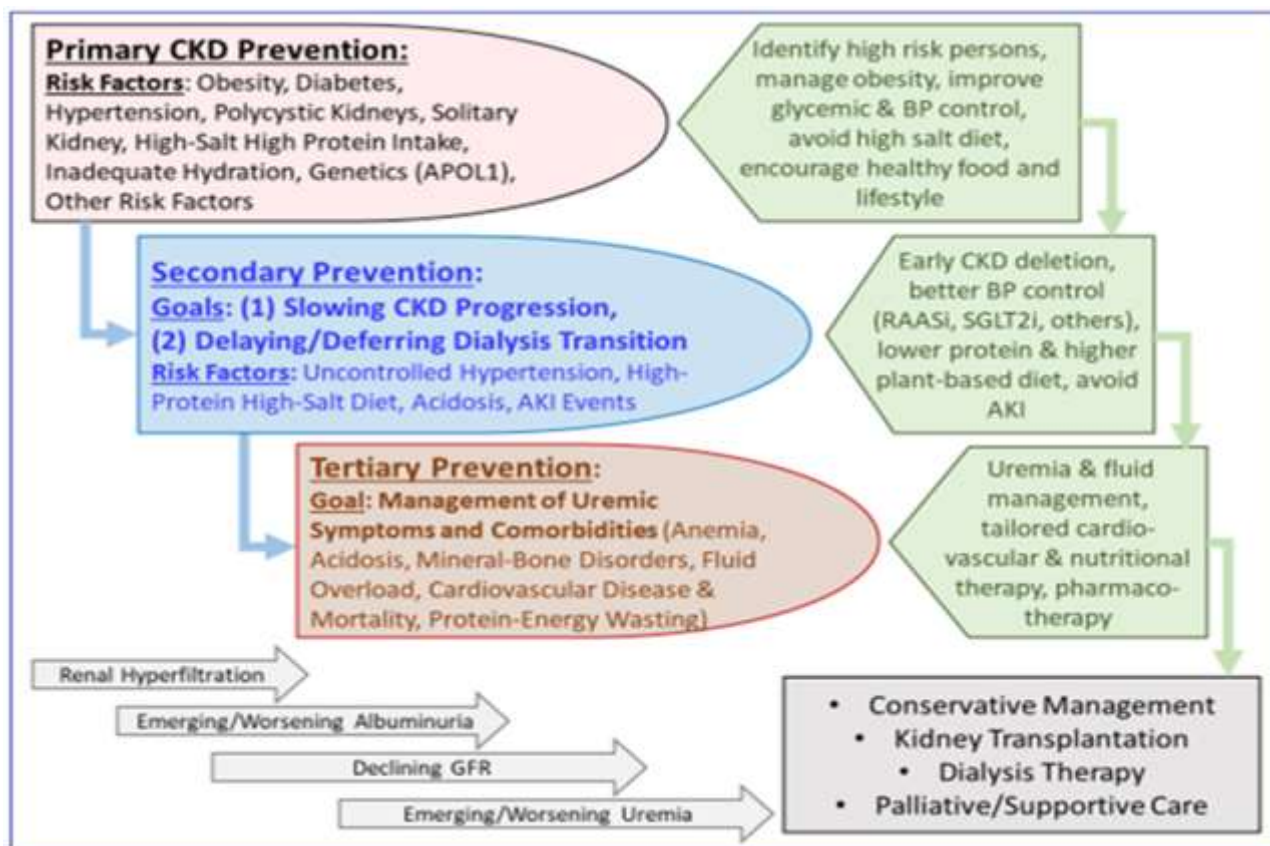 Primary CKD Prevention:
Risk Factors: Obesity, Diabetes,
Hypertension, Polycystic Kidneys, Solitary
Kidney, High-Salt High Protein Intake,
Inadequate Hydration, Genetics (APOL1),
Other Risk Factors
Identify high risk persons,
manage obesity, improve
glycemic & BP control,
avoid high salt diet,
encourage healthy food and
lifestyle
Secondary Prevention:
Goals: (1) Slowing CKD Progression,
(2) Delaying/Deferring Dialysis Transition
Risk Factors: Uncontrolled Hypertension, High-
Protein High-Salt Diet, Acidosis, AKI Events
Early CKD deletion,
better BP control
(RAASi, SGLT2i, others),
lower protein & higher
plant-based diet, avoid
AKI
Tertiary Prevention:
Goal: Management of Uremic
Symptoms and Comorbidities (Anemia,
Acidosis, Mineral-Bone Disorders, Fluid
Overload, Cardiovascular Disease &
Mortality, Protein-Energy Wasting)
Uremia & fluid
management,
tailored cardio-
vascular & nutritional
therapy, pharmaco-
therapy
Renal Hyperfiltration
Emerging/Worsening Albuminuria
Declining GFR
Emerging/Worsening Uremia
• Conservative Management
• Kidney Transplantation
• Dialysis Therapy
• Palliative/Supportive Care